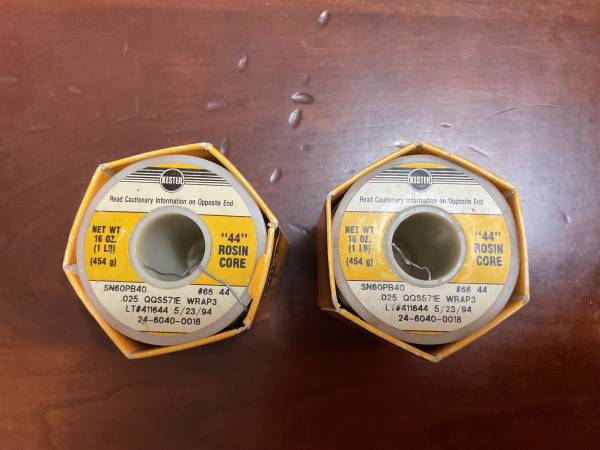 KESTER
Read Cautionary Information on Opposite End
NET WT
16 OZ.
(1 LB)
(454 g)
"44"
ROSIN
CORE
SN60PB40 #66 44
.025 QQS571E WRAP3
LT#411644 5/23/94
24-6040-0018
KESTER
Read Cautionary Information on Opposite End
NET WT
16 OZ.
(1 LB)
(454 g)
"44"
ROSIN
CORE
SN60PB40 #66 44
.025 QQS571E WRAP3
LT#411644 5/23/94
24-6040-0018